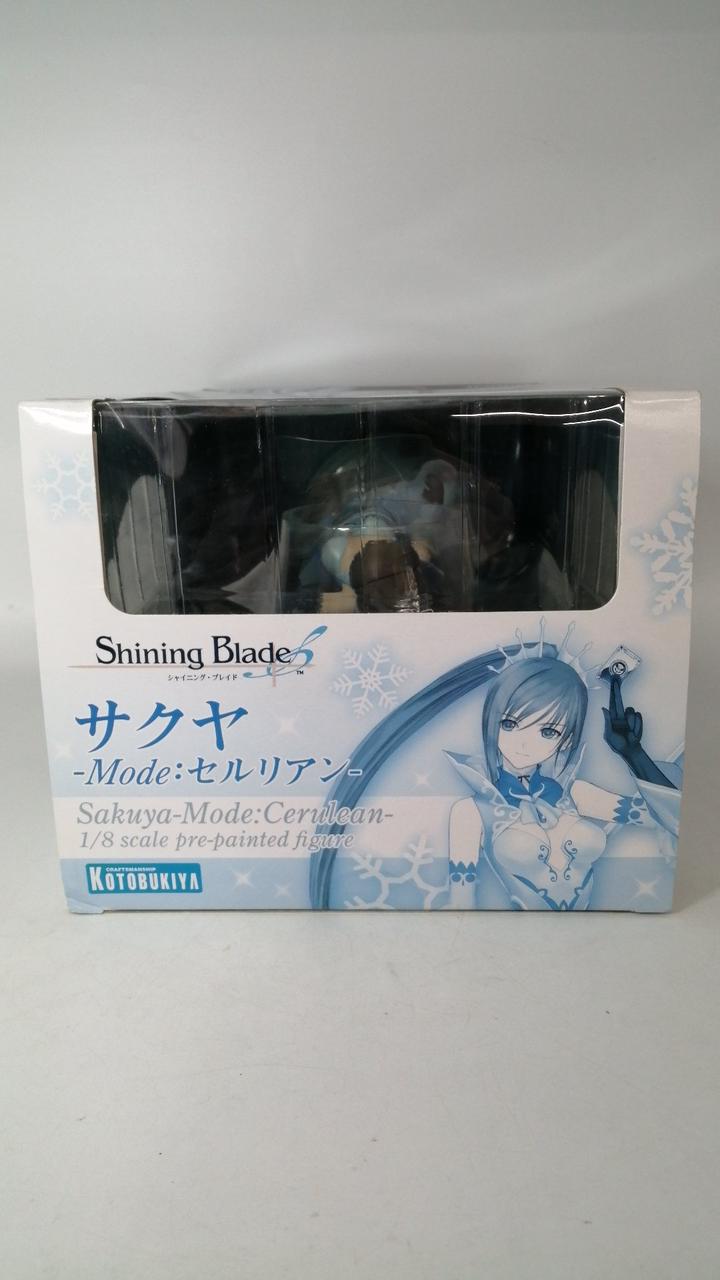 Shining Blade
シャイニング・ブレイド
TM
サクヤ
-Mode:セルリアン-
Sakuya-Mode:Cerulean-
1/8 scale pre-painted figure
CRAFTSMANSHIP
KOTOBUKIYA